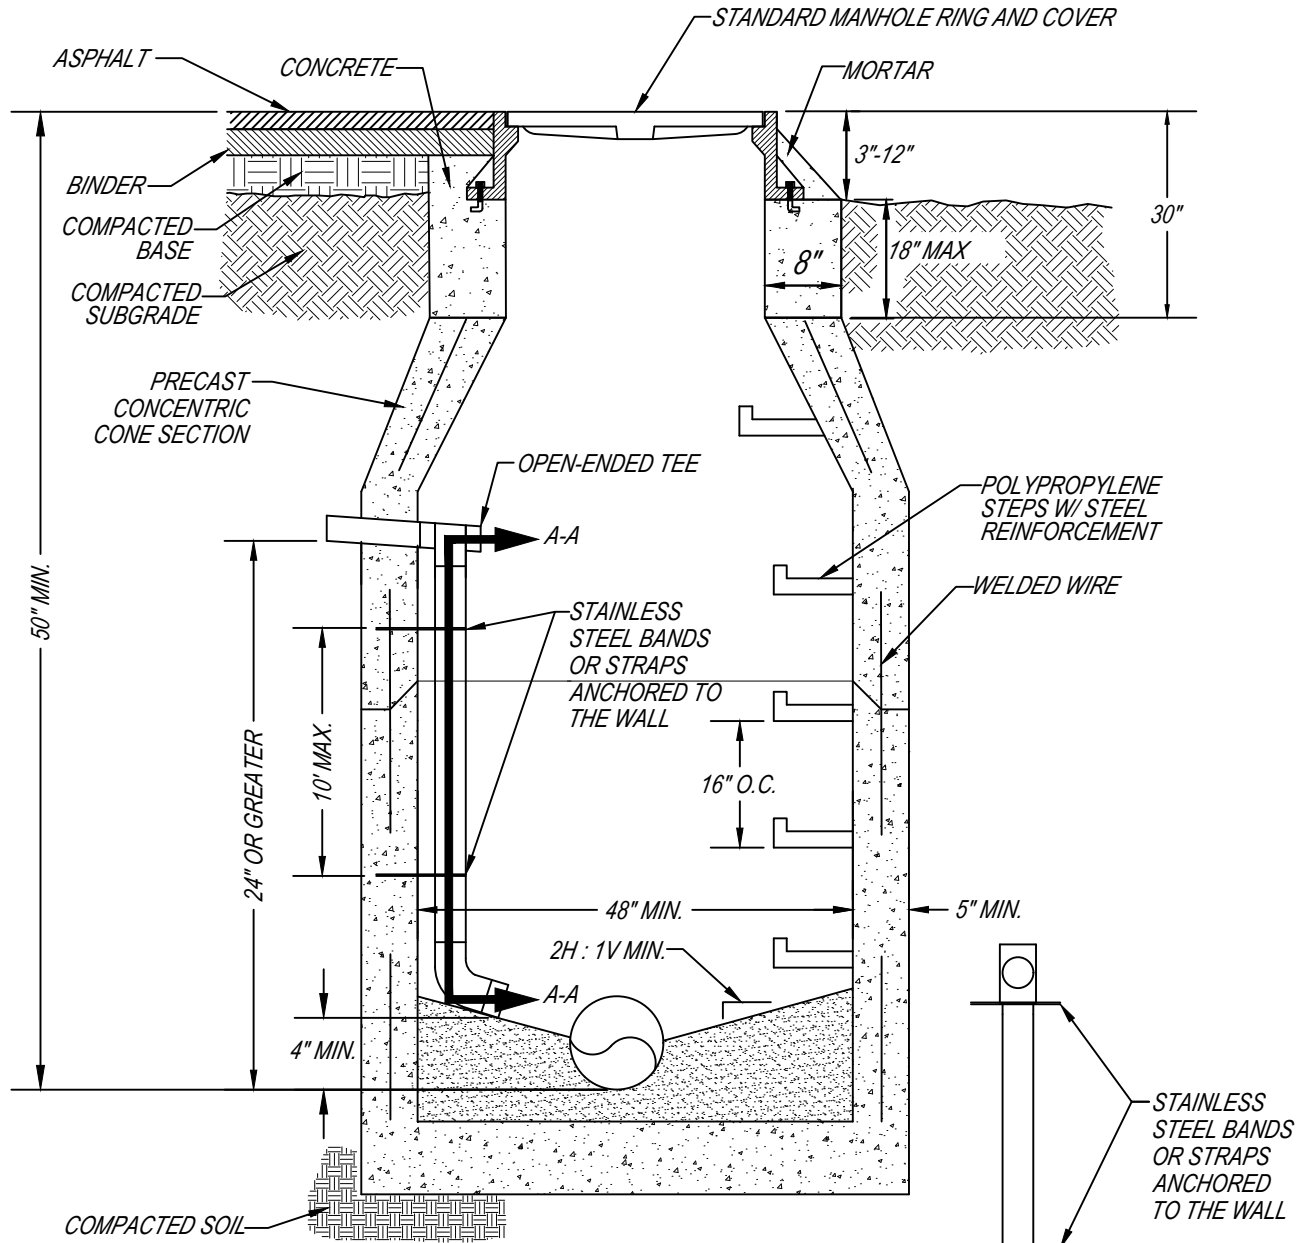 STANDARD MANHOLE RING AND COVER
ASPHALT
CONCRETE
MORTAR
3"-12"
BINDER
COMPACTED
BASE
30"
18" MAX
8"
COMPACTED
SUBGRADE
PRECAST
CONCENTRIC
CONE SECTION
OPEN-ENDED TEE
POLYPROPYLENE
STEPS W/ STEEL
REINFORCEMENT
A-A
WELDED WIRE
50" MIN.
STAINLESS
STEEL BANDS
OR STRAPS
ANCHORED TO
THE WALL
24" OR GREATER
10' MAX.
16" O.C.
48" MIN.
5" MIN.
2H : 1V MIN.
A-A
4" MIN.
STAINLESS
STEEL BANDS
OR STRAPS
ANCHORED
TO THE WALL
COMPACTED SOIL